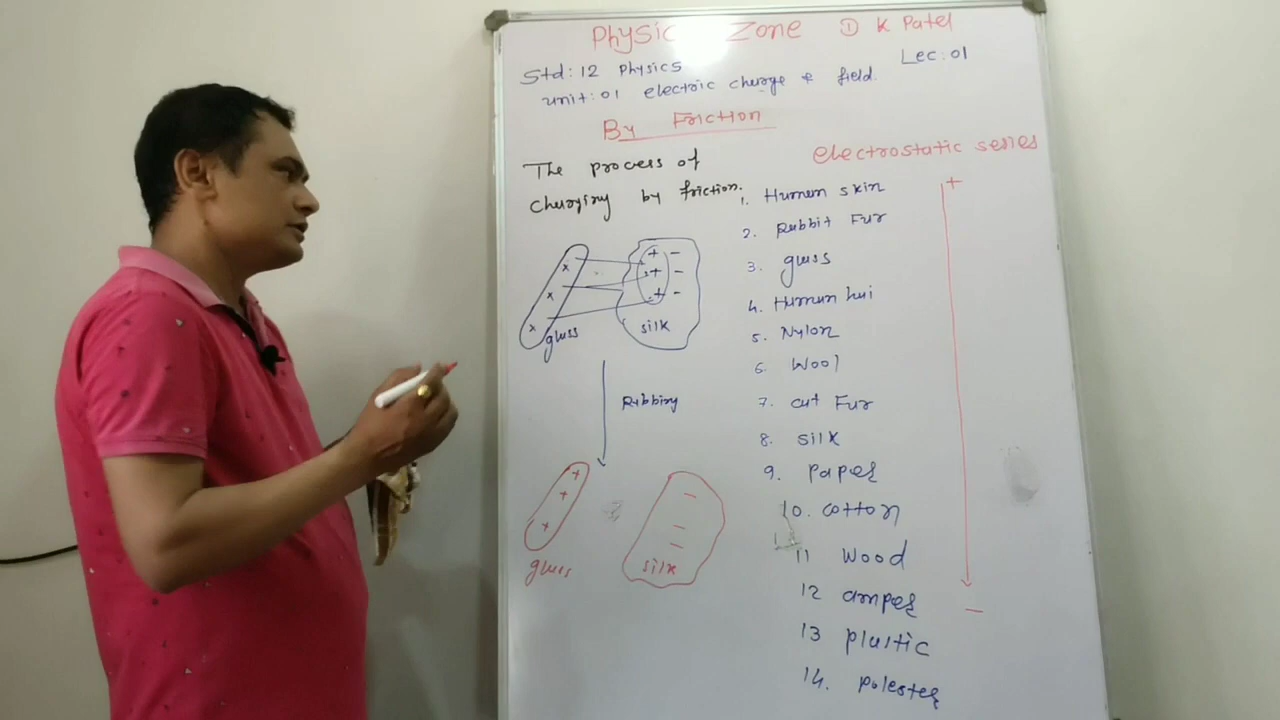 Physic Zone D K Patel
Std: 12 Physics
Lec: 01
unit: 01 electric charge & field.
By Friction
The process of
charging by friction.
+ -
+ -
+ -
x
x
x
glass
silk
Rubbing
+
+
+
glass
-
-
-
silk
electrostatic series
+
1. Human skin
2. Rabbit Fur
3. glass
4. Human hai
5. Nylon
6. Wool
7. cat Fur
8. silk
9. Paper
10. cotton
11 wood
12 amper
-
13 plastic
14. polester